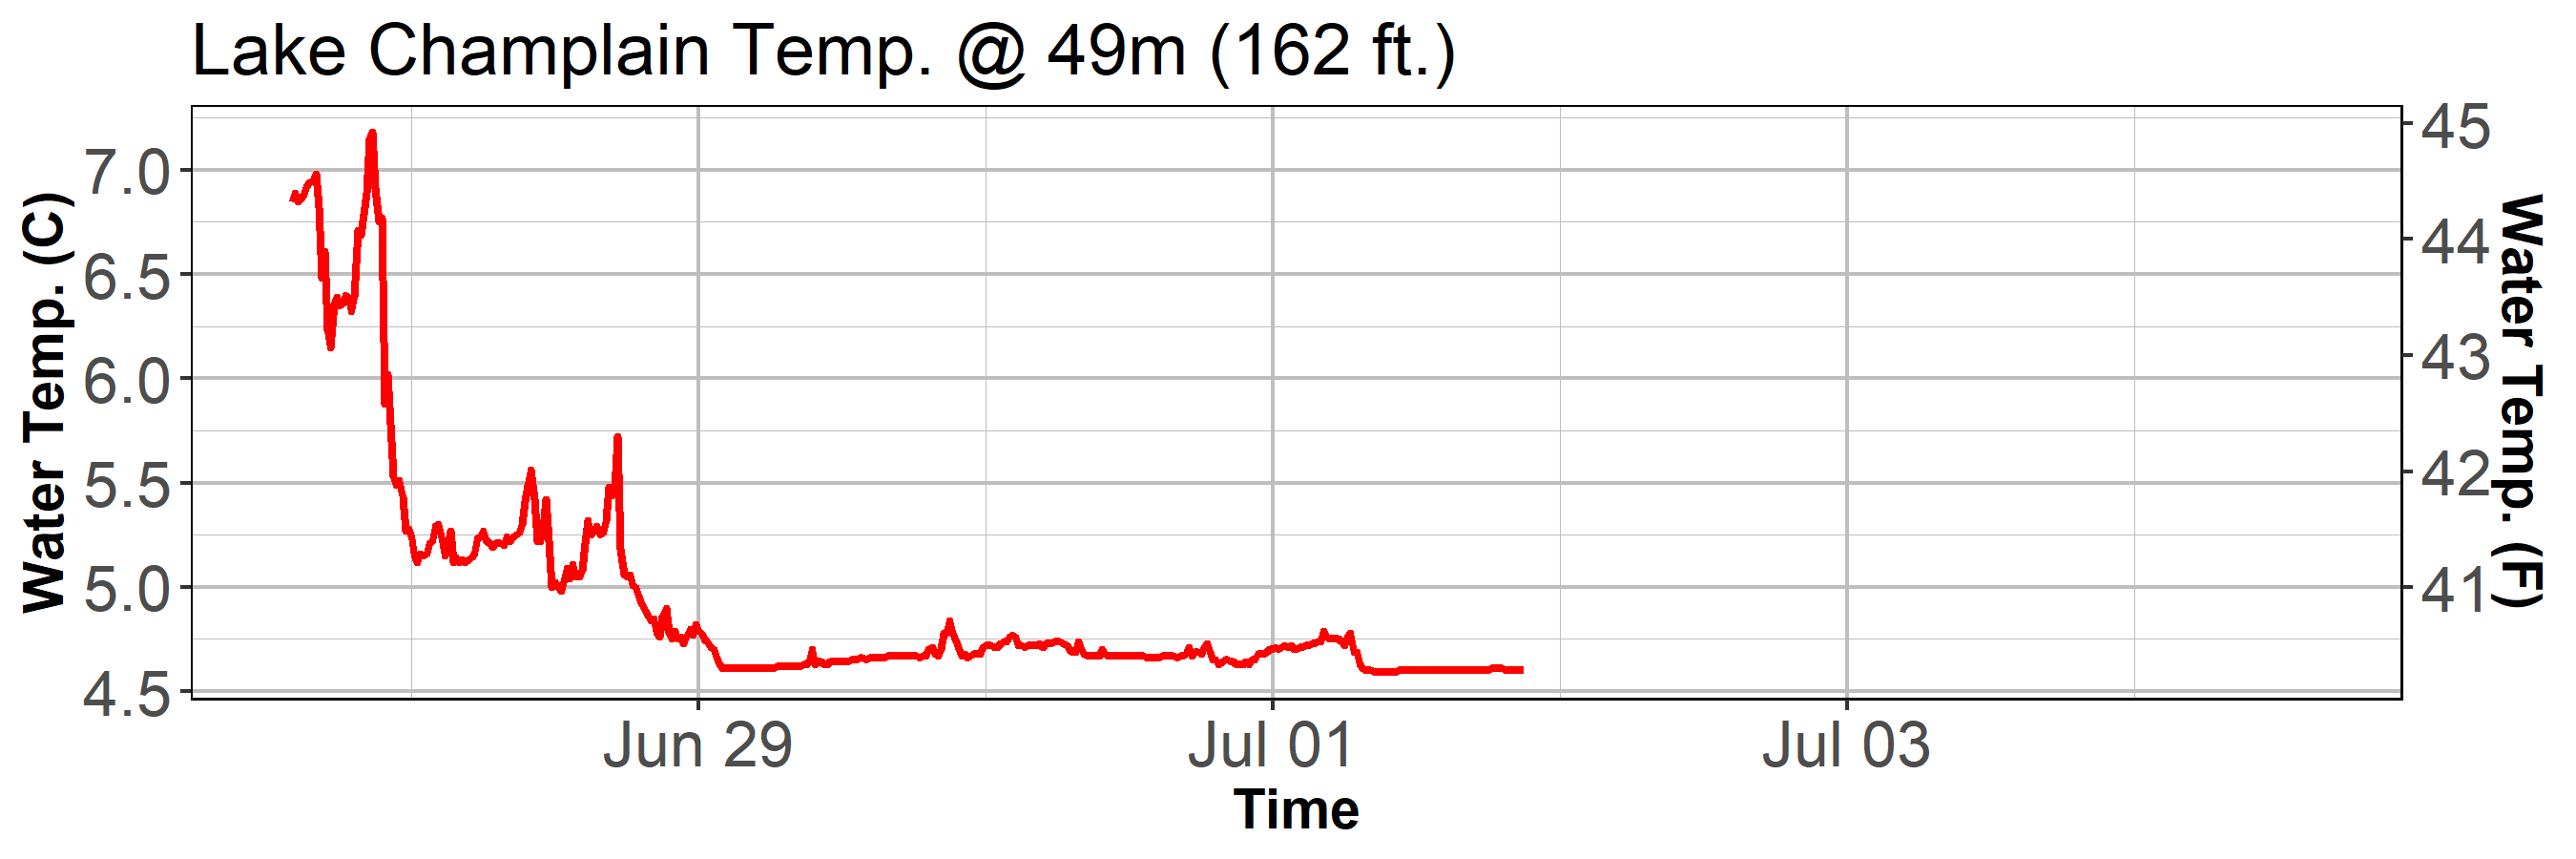 Lake Champlain Temp. @ 49m (162 ft.)
Water Temp. (C)
7.0
6.5
6.0
5.5
5.0
4.5
45
44
43
42
41
Water Temp. (F)
Jun 29 Jul 01 Jul 03
Time